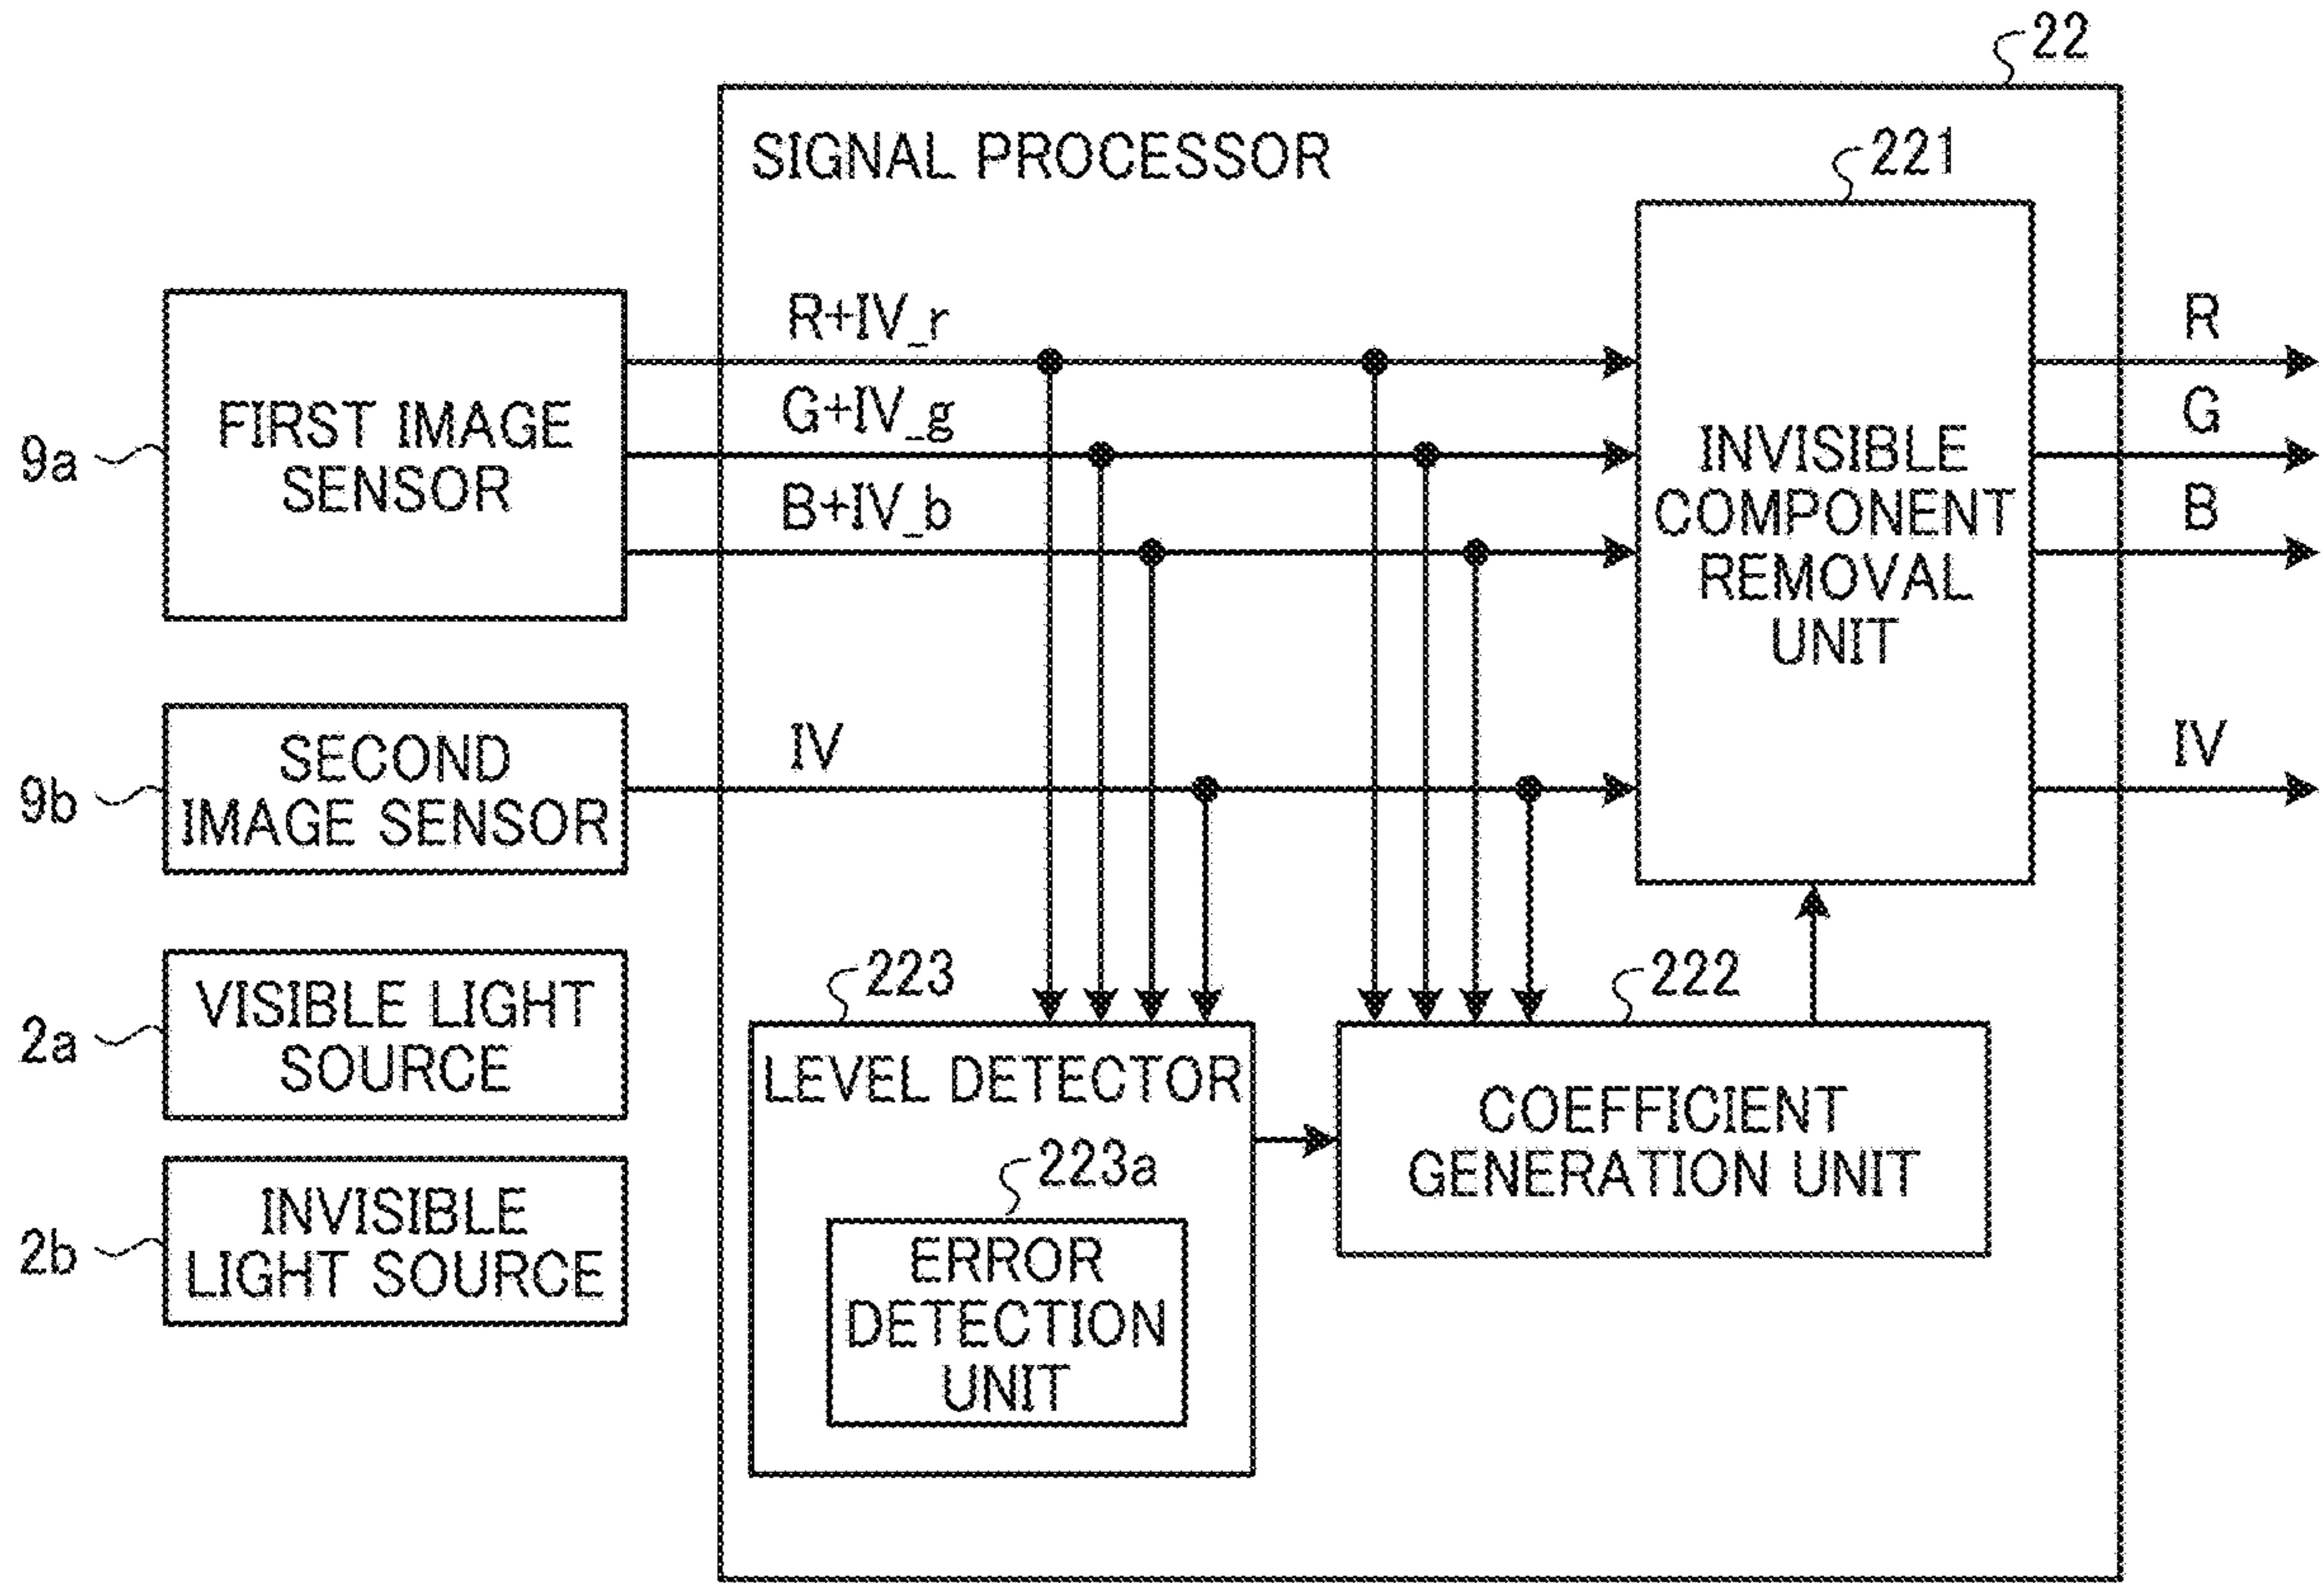 22
SIGNAL PROCESSOR
221
R+IV_r
R
G+IV_g
G
B+IV_b
B
9a
FIRST IMAGE
SENSOR
INVISIBLE
COMPONENT
REMOVAL
UNIT
9b
SECOND
IMAGE SENSOR
IV
IV
2a
VISIBLE LIGHT
SOURCE
223
222
LEVEL DETECTOR
COEFFICIENT
GENERATION UNIT
2b
INVISIBLE
LIGHT SOURCE
223a
ERROR
DETECTION
UNIT